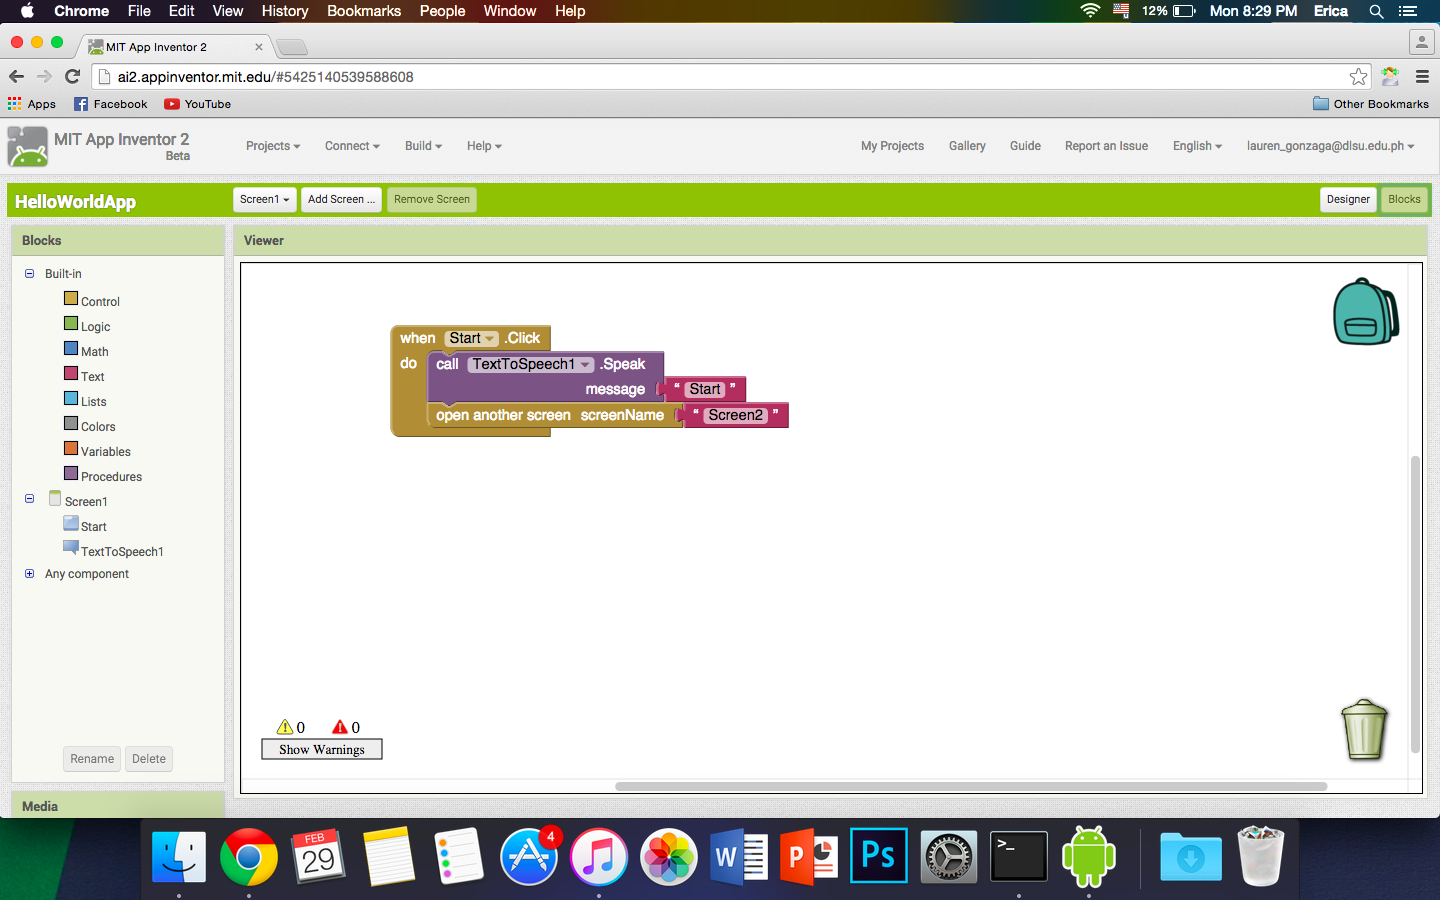 Chrome File Edit View History Bookmarks People Window Help 12% Mon 8:29 PM Erica
MIT App Inventor 2
ai2.appinventor.mit.edu/#5425140539588608
Apps Facebook YouTube Other Bookmarks
MIT App Inventor 2
Beta
Projects Connect Build Help My Projects Gallery Guide Report an Issue English lauren_gonzaga@dlsu.edu.ph
HelloWorldApp Screen1 Add Screen ... Remove Screen Designer Blocks
Blocks
Built-in
Control
Logic
Math
Text
Lists
Colors
Variables
Procedures
Screen1
Start
TextToSpeech1
Any component
Rename Delete
Media
Viewer
when Start .Click
do call TextToSpeech1 .Speak
message “ Start ”
open another screen screenName “ Screen2 ”
0 0
Show Warnings
FEB
29
4
W
P
Ps
>_